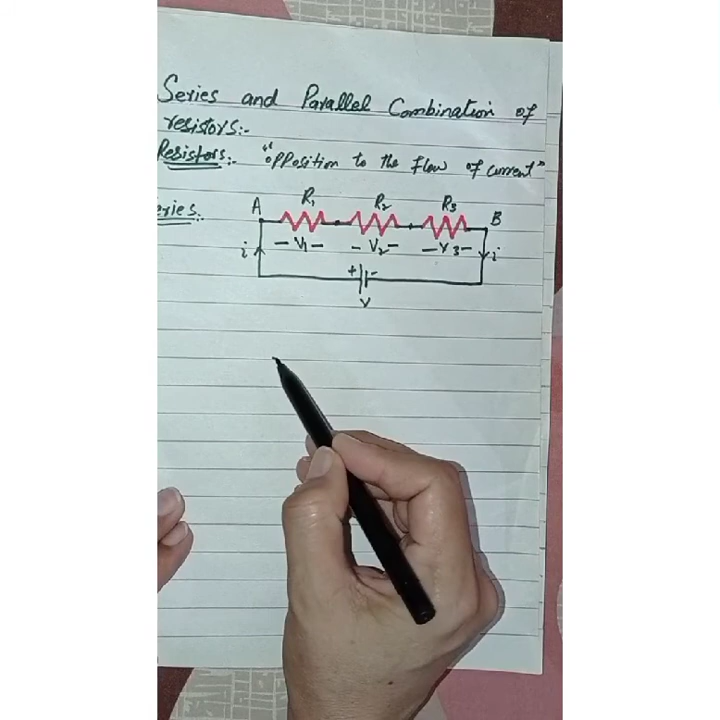 Series and Parallel Combination of
resistors:-
Resistors:- "opposition to the flow of current"
eries:
A R₁ R₂ R₃ B
i - V₁ - - V₂ - - V₃ - i
+ -
V